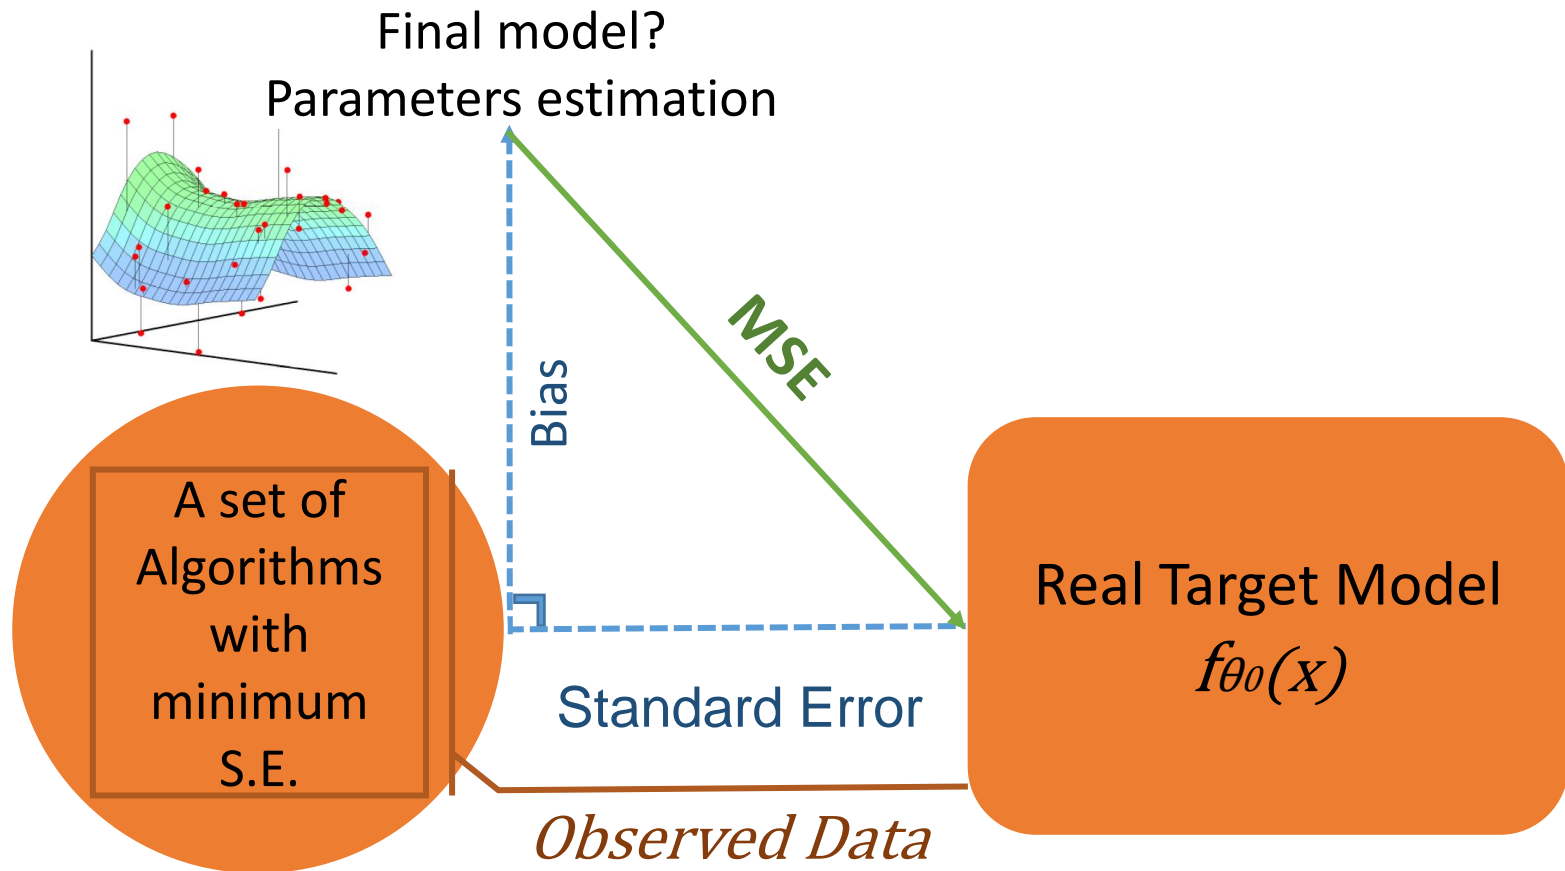 Final model?
Parameters estimation
MSE
Bias
A set of
Algorithms
with
minimum
S.E.
Real Target Model
fθ0(x)
Standard Error
Observed Data